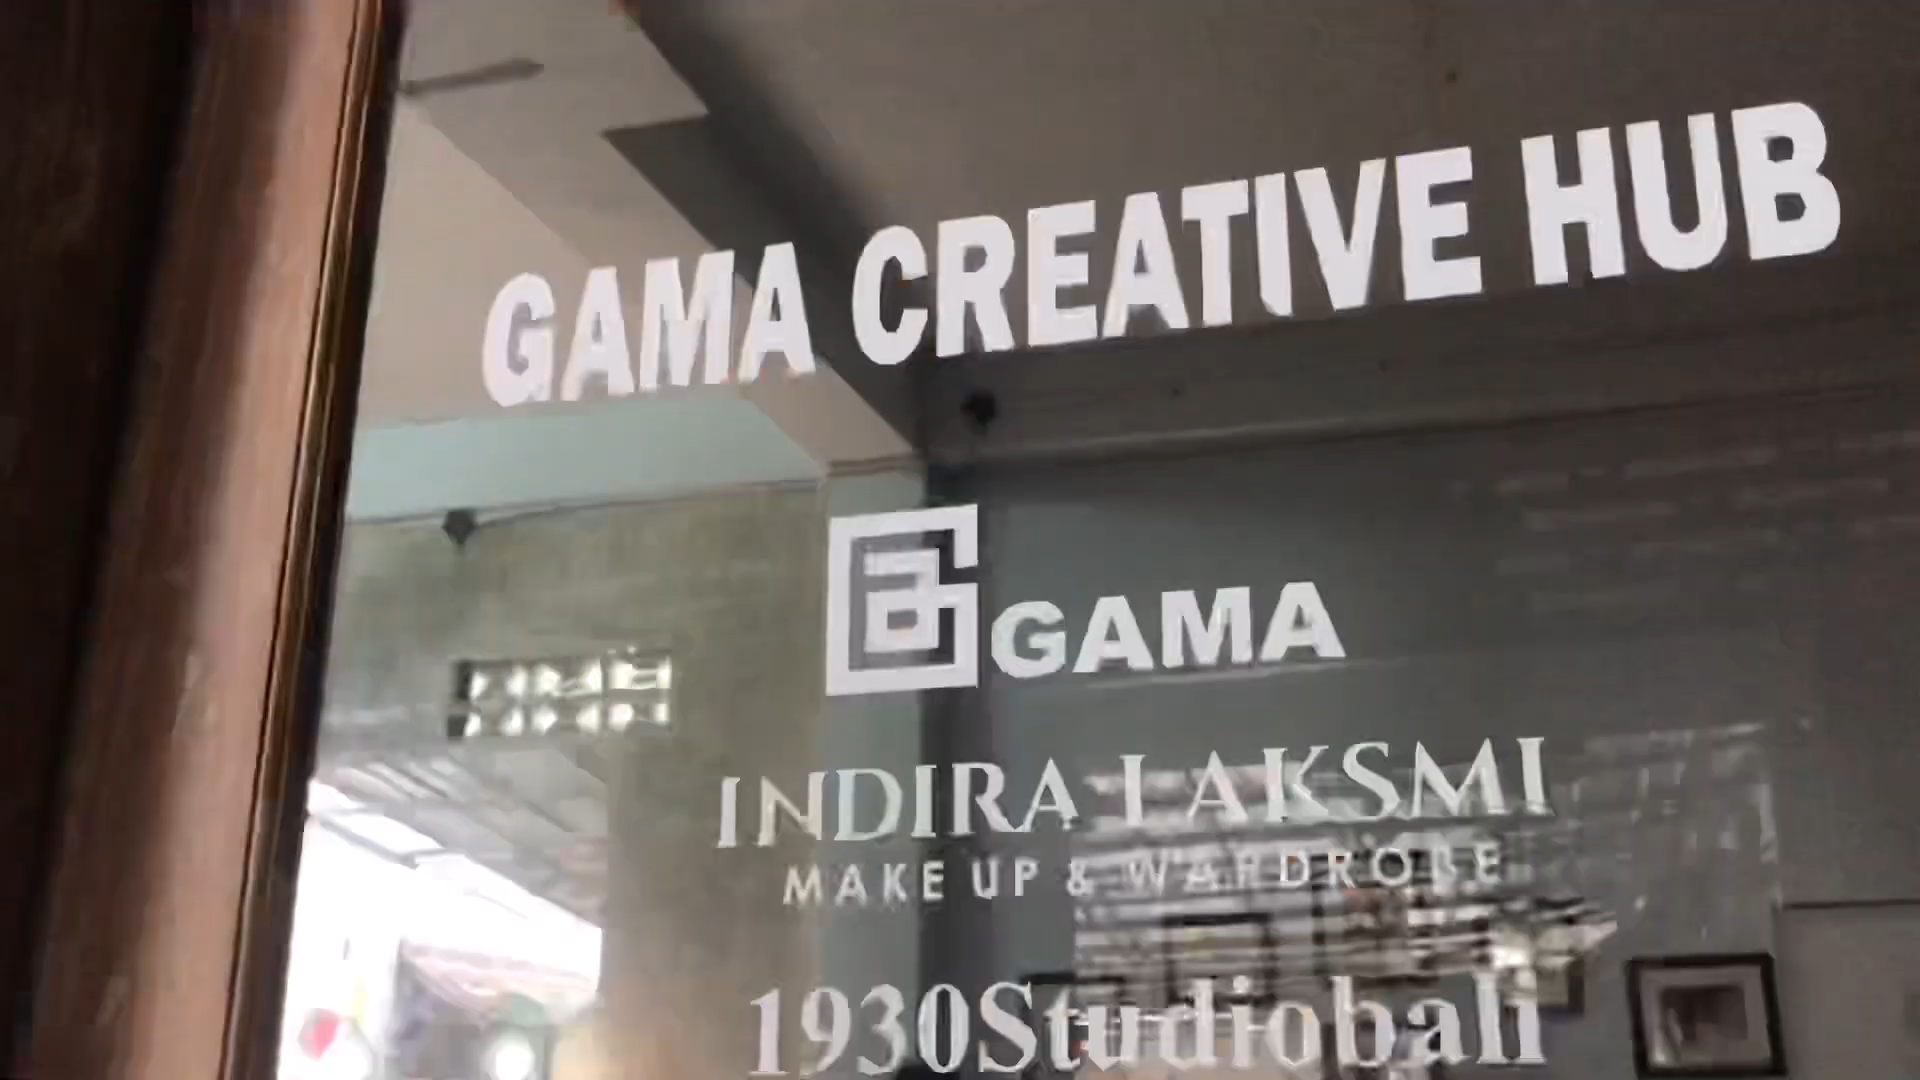 GAMA CREATIVE HUB
GAMA
INDIRA LAKSMI
MAKE UP & WARDROBE
1930Studiobali